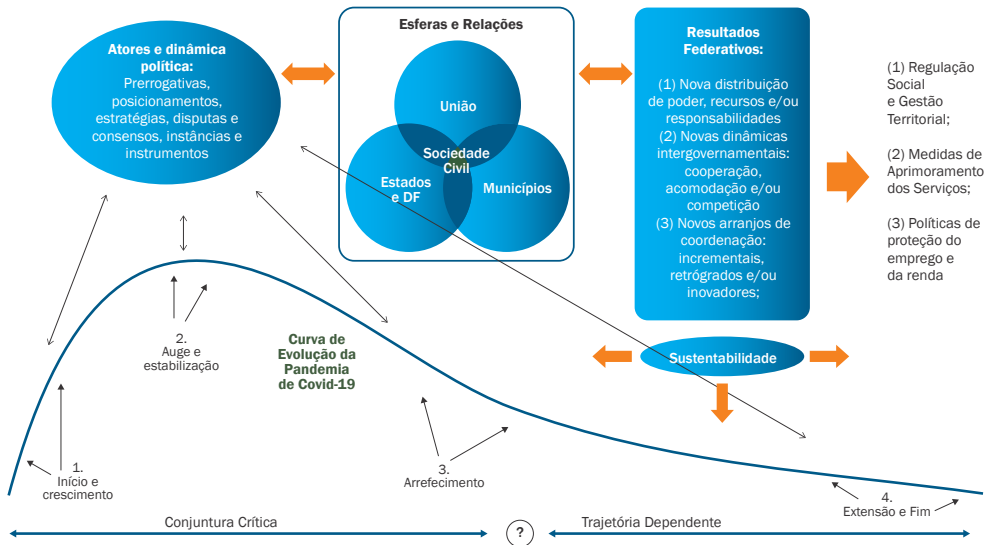 Atores e dinâmica
política:
Prerrogativas,
posicionamentos,
estratégias, disputas e
consensos, instâncias e
instrumentos
Esferas e Relações
União
Sociedade
Civil
Estados
e DF
Municípios
Resultados
Federativos:
(1) Nova distribuição
de poder, recursos e/ou
responsabilidades
(2) Novas dinâmicas
intergovernamentais:
cooperação,
acomodação e/ou
competição
(3) Novos arranjos de
coordenação:
incrementais,
retrógrados e/ou
inovadores;
(1) Regulação
Social
e Gestão
Territorial;
(2) Medidas de
Aprimoramento
dos Serviços;
(3) Políticas de
proteção do
emprego e
da renda
Sustentabilidade
Curva de
Evolução da
Pandemia
de Covid-19
1.
Início e
crescimento
2.
Auge e
estabilização
3.
Arrefecimento
4.
Extensão e Fim
Conjuntura Crítica
?
Trajetória Dependente